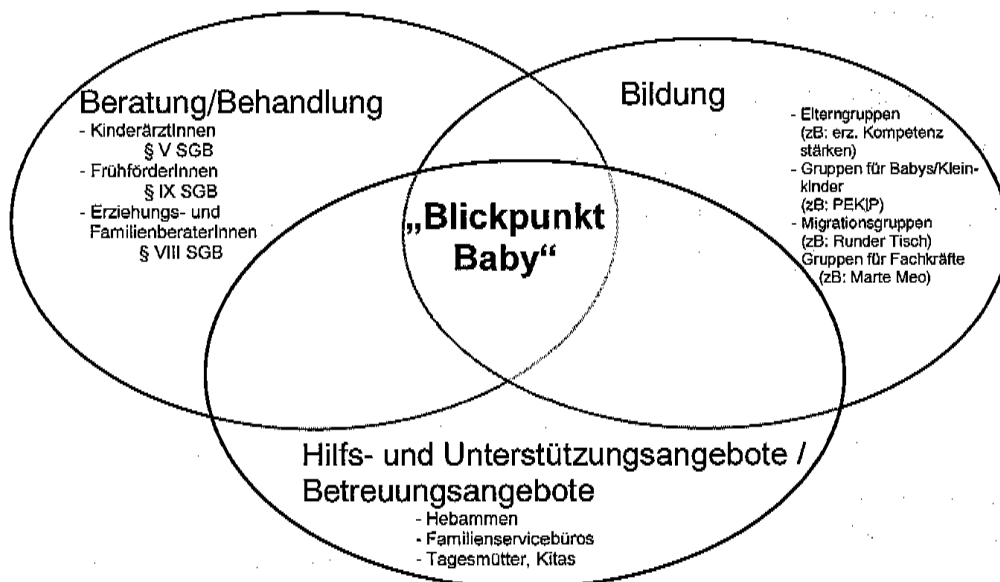 Beratung/Behandlung
- KinderärztInnen
§ V SGB
- FrühförderInnen
§ IX SGB
- Erziehungs- und
FamilienberaterInnen
§ VIII SGB
Bildung
- Elterngruppen
(zB: erz. Kompetenz
stärken)
- Gruppen für Babys/Klein-
kinder
(zB: PEKIP)
- Migrationsgruppen
(zB: Runder Tisch)
Gruppen für Fachkräfte
(zB: Marte Meo)
„Blickpunkt
Baby“
Hilfs- und Unterstützungsangebote /
Betreuungsangebote
- Hebammen
- Familienservicebüros
- Tagesmütter, Kitas